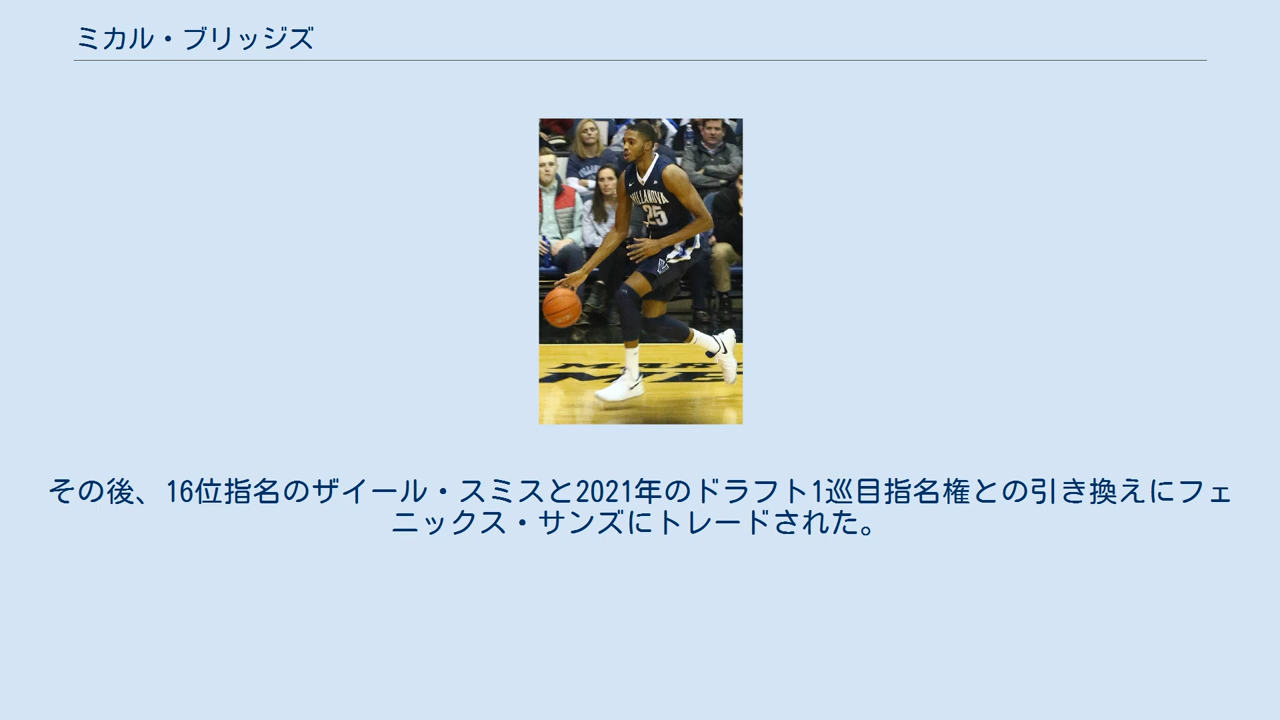 ミカル・ブリッジズ
VILLANOVA
25
その後、16位指名のザイール・スミスと2021年のドラフト1巡目指名権との引き換えにフェ
ニックス・サンズにトレードされた。